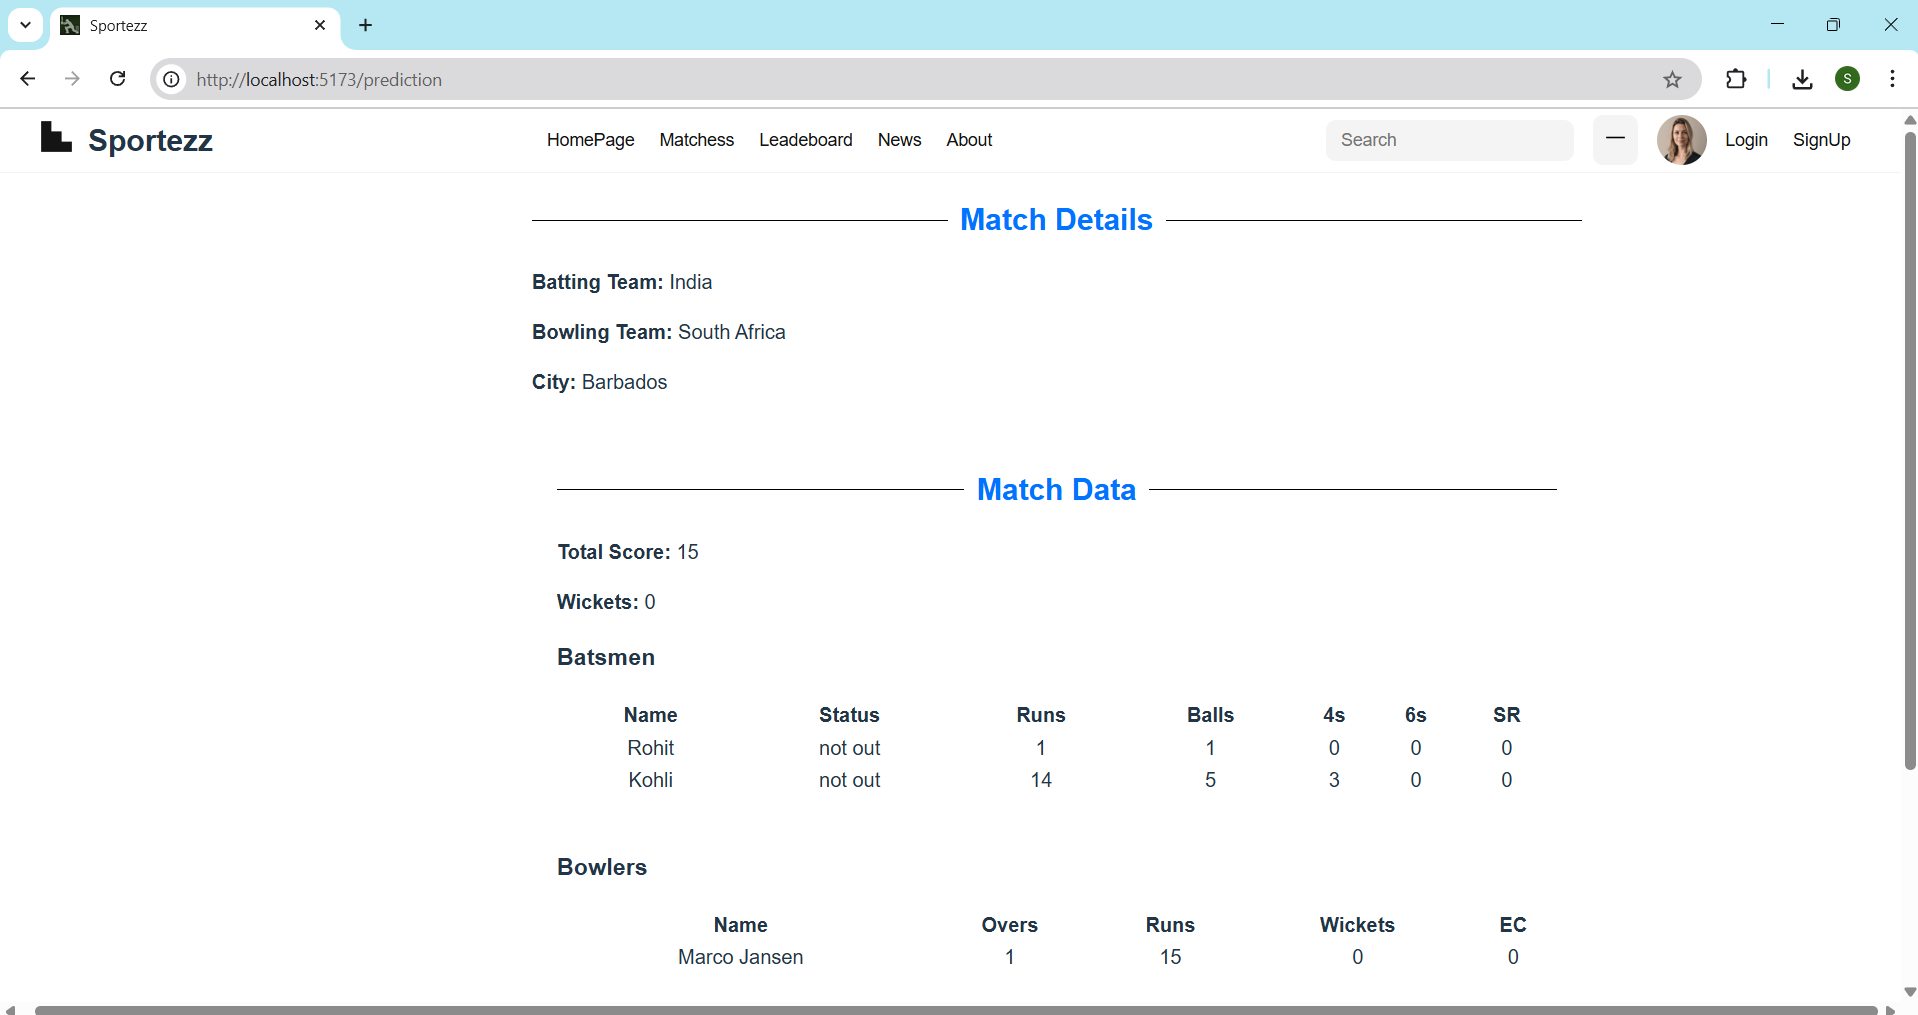 Sportezz
http://localhost:5173/prediction
S
Sportezz HomePage Matchess Leadeboard News About Search Login SignUp
Match Details
Batting Team: India
Bowling Team: South Africa
City: Barbados
Match Data
Total Score: 15
Wickets: 0
Batsmen
Name Status Runs Balls 4s 6s SR
Rohit not out 1 1 0 0 0
Kohli not out 14 5 3 0 0
Bowlers
Name Overs Runs Wickets EC
Marco Jansen 1 15 0 0